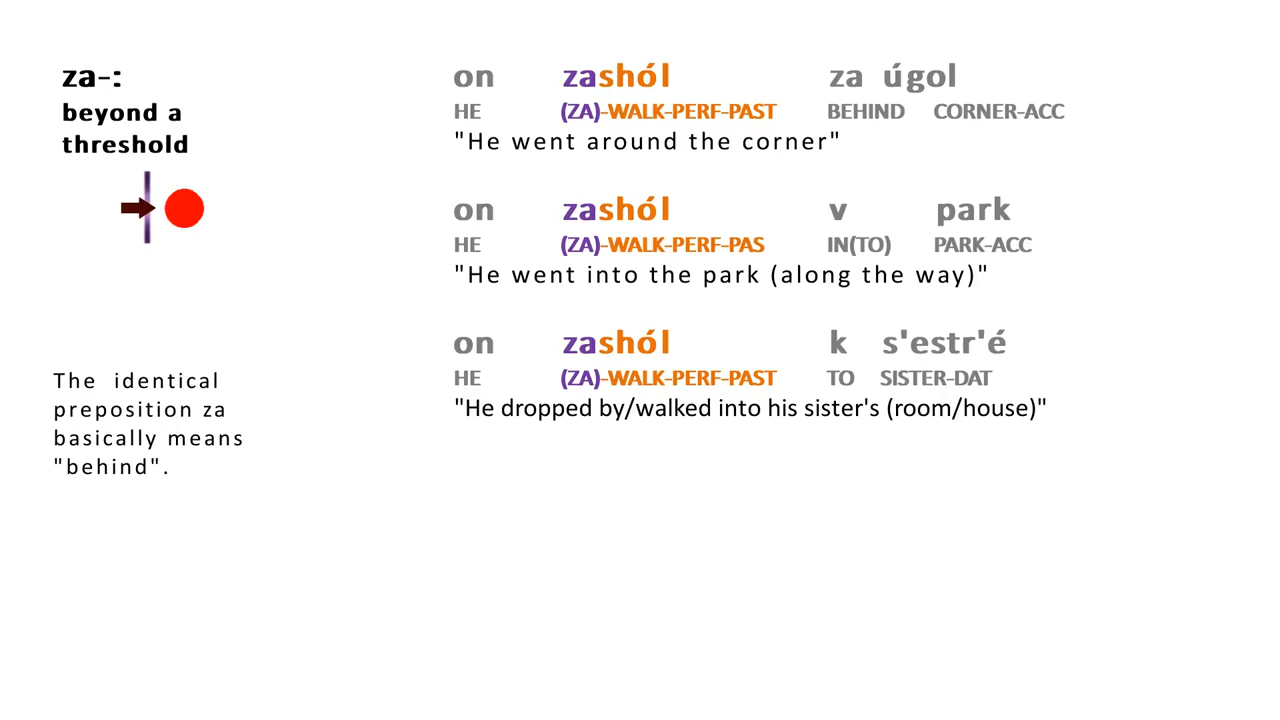 za-:
beyond a
threshold
The identical
preposition za
basically means
"behind".
on zashól za úgol
HE (ZA)-WALK-PERF-PAST BEHIND CORNER-ACC
"He went around the corner"
on zashól v park
HE (ZA)-WALK-PERF-PAS IN(TO) PARK-ACC
"He went into the park (along the way)"
on zashól k s'estr'é
HE (ZA)-WALK-PERF-PAST TO SISTER-DAT
"He dropped by/walked into his sister's (room/house)"